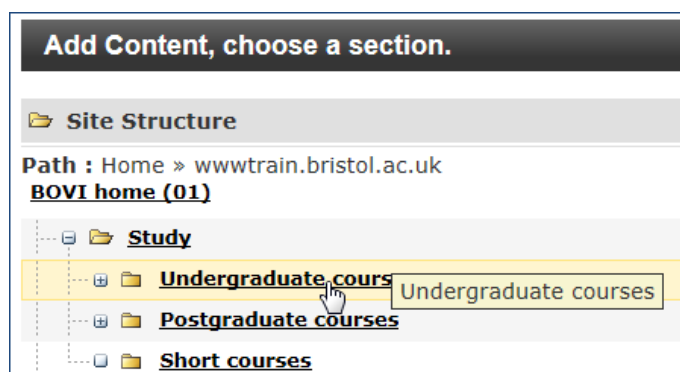 Add Content, choose a section.
Site Structure
Path : Home » wwwtrain.bristol.ac.uk
BOVI home (01)
Study
Undergraduate cours
Undergraduate courses
Postgraduate courses
Short courses